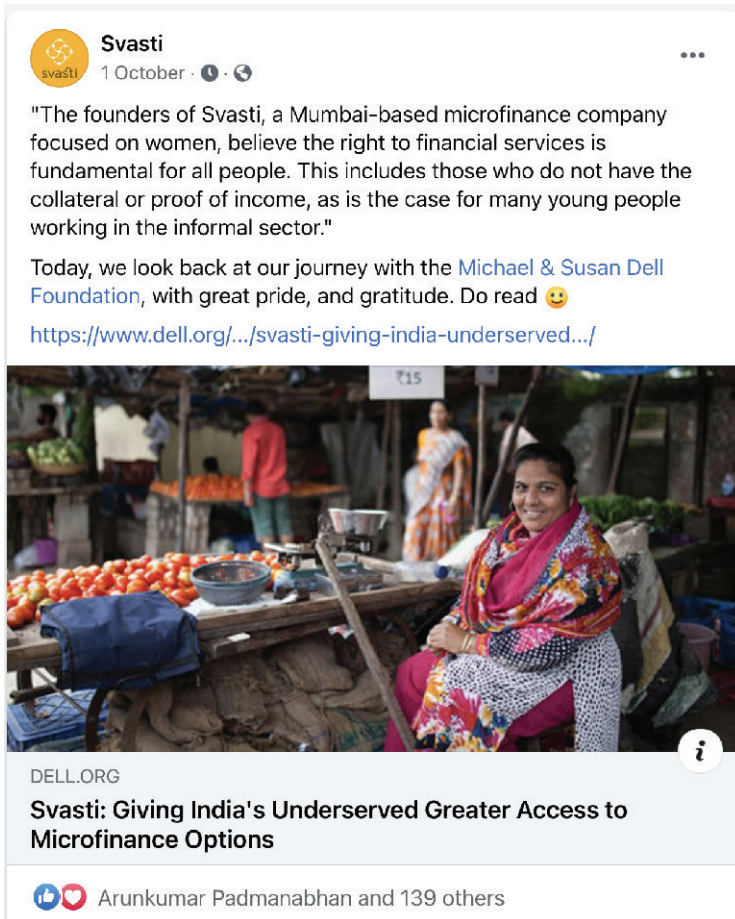 Svasti
svasti
1 October
"The founders of Svasti, a Mumbai-based microfinance company
focused on women, believe the right to financial services is
fundamental for all people. This includes those who do not have the
collateral or proof of income, as is the case for many young people
working in the informal sector."
Today, we look back at our journey with the Michael & Susan Dell
Foundation, with great pride, and gratitude. Do read 🙂
https://www.dell.org/.../svasti-giving-india-underserved.../
₹15
DELL.ORG
Svasti: Giving India's Underserved Greater Access to
Microfinance Options
Arunkumar Padmanabhan and 139 others